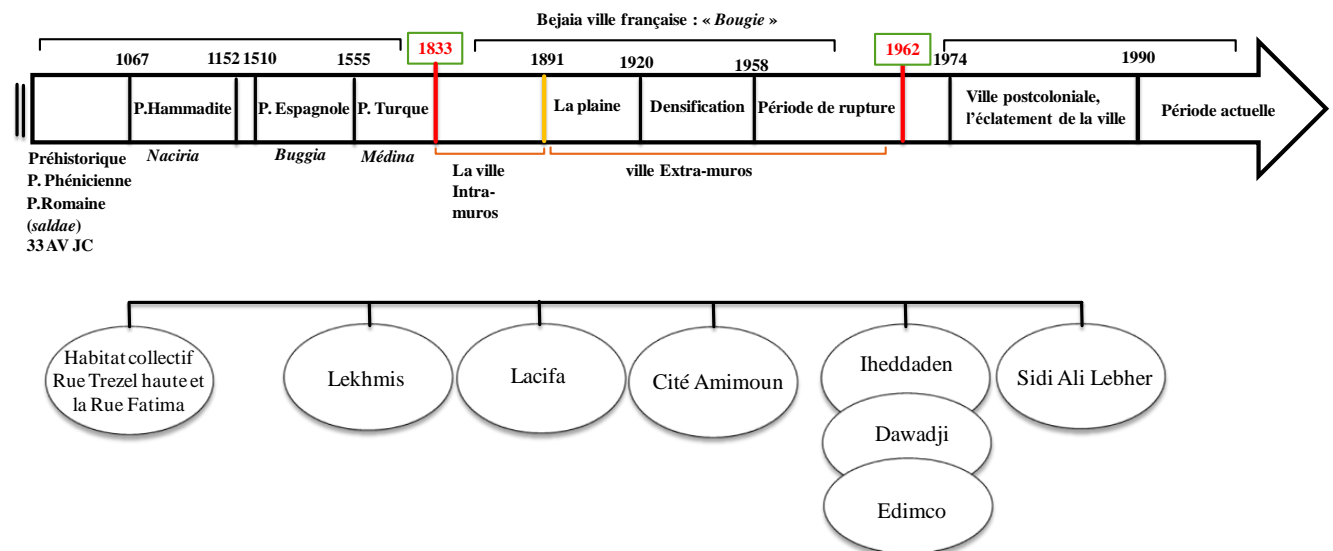 Bejaia ville française : « Bougie »
1067
1152
1510
1555
1833
1891
1920
1958
1962
1974
1990
P.Hammadite
P. Espagnole
P. Turque
La plaine
Densification
Période de rupture
Ville postcoloniale,
l’éclatement de la ville
Période actuelle
Préhistorique
P. Phénicienne
P.Romaine
(saldae)
33 AV JC
Naciria
Buggia
Médina
La ville
Intra-
muros
ville Extra-muros
Habitat collectif
Rue Trezel haute et
la Rue Fatima
Lekhmis
Lacifa
Cité Amimoun
Iheddaden
Dawadji
Edimco
Sidi Ali Lebher